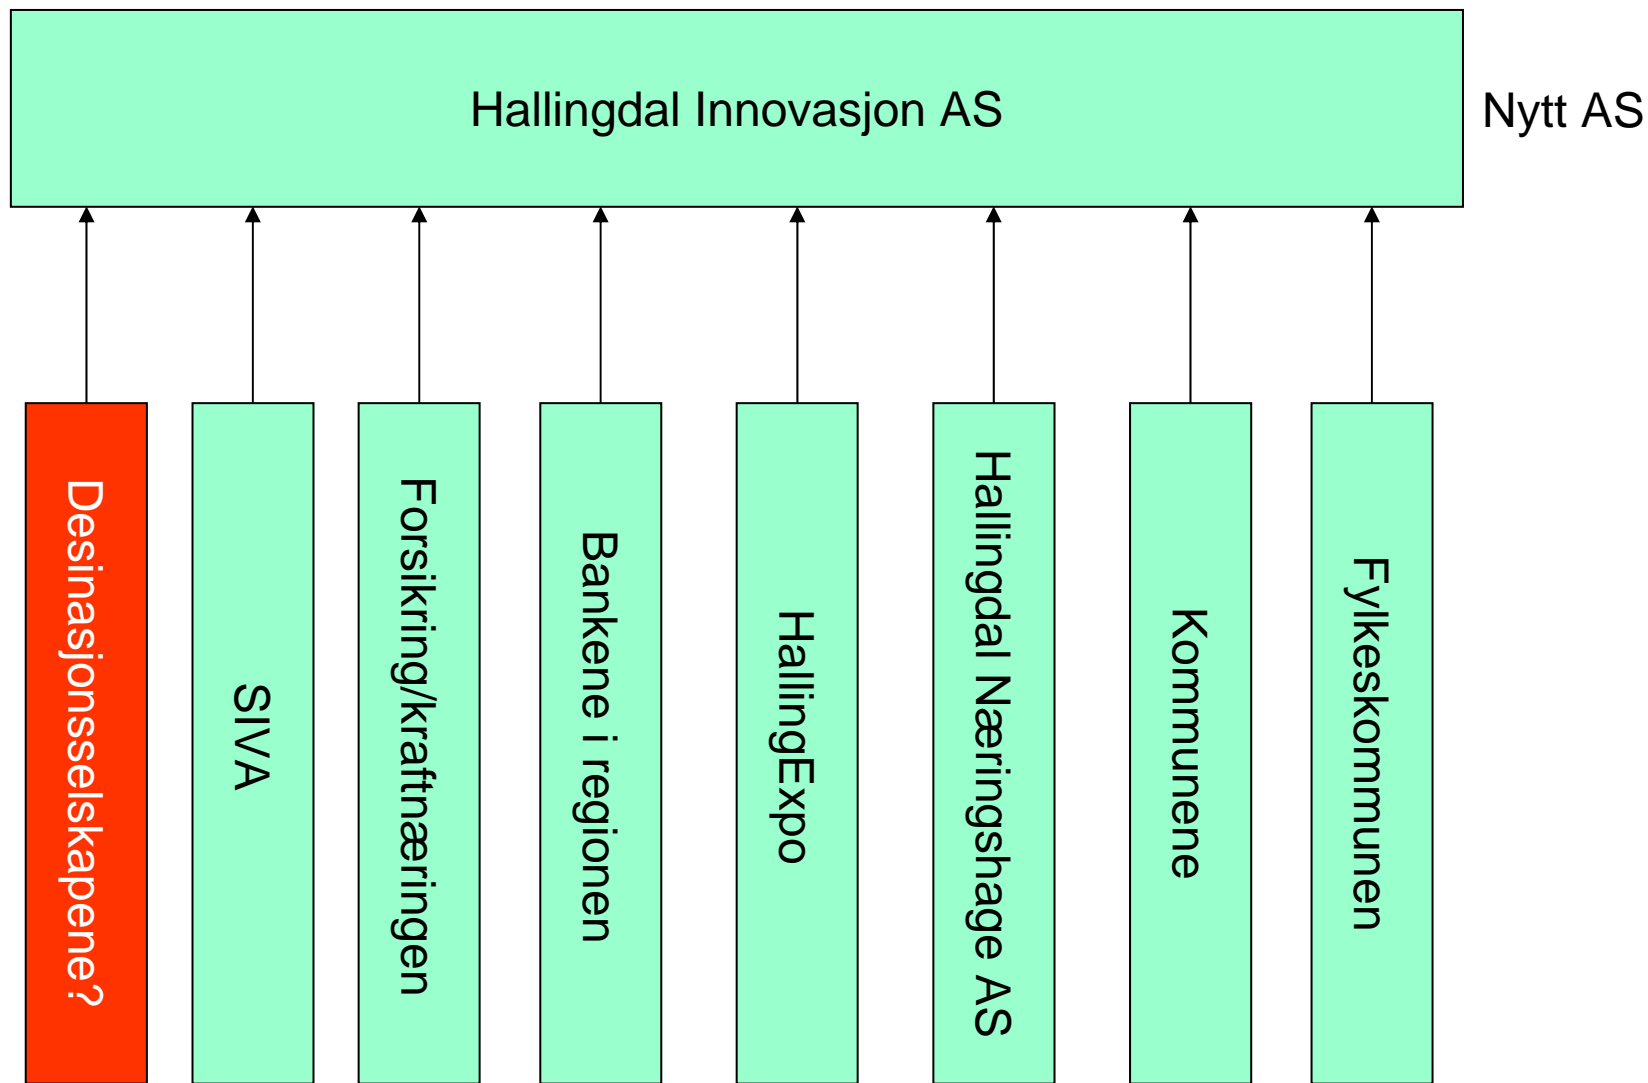 Hallingdal Innovasjon AS
Nytt AS
Desinasjonsselskapene?
SIVA
Forsikring/kraftnæringen
Bankene i regionen
HallingExpo
Hallingdal Næringshage AS
Kommunene
Fylkeskommunen